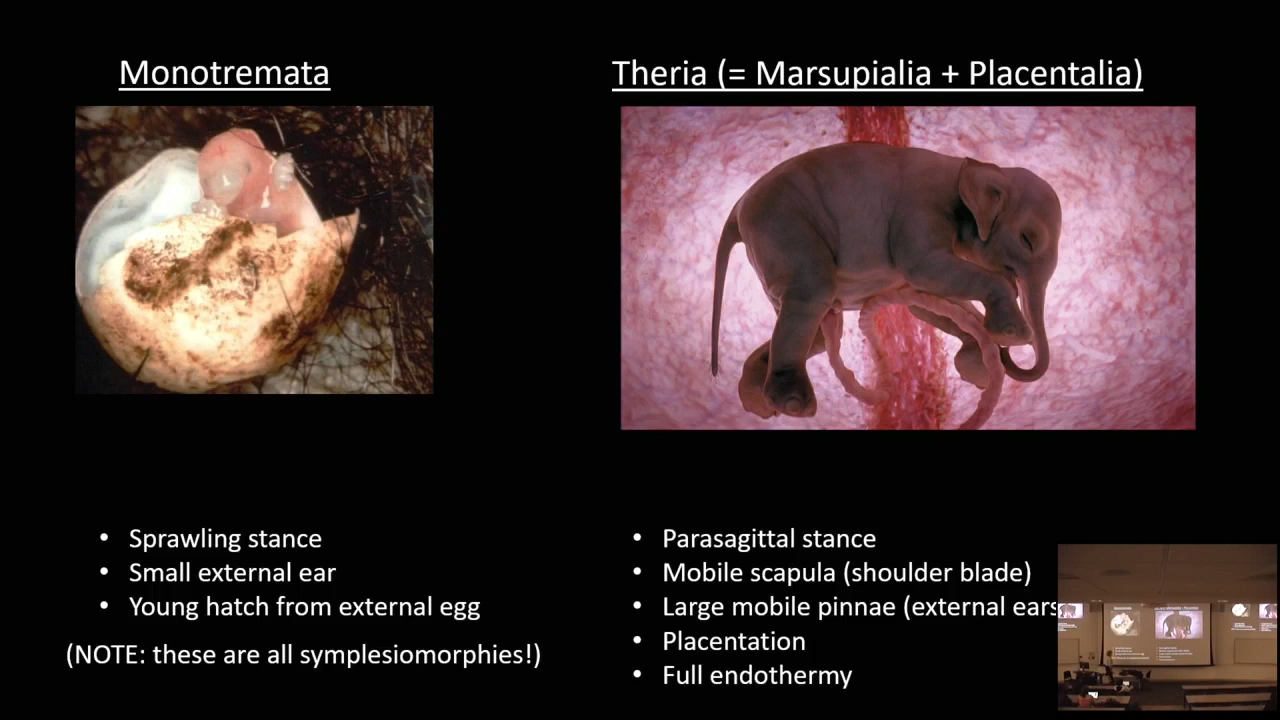 Monotremata
Theria (= Marsupialia + Placentalia)
• Sprawling stance
• Small external ear
• Young hatch from external egg
(NOTE: these are all symplesiomorphies!)
• Parasagittal stance
• Mobile scapula (shoulder blade)
• Large mobile pinnae (external ears
• Placentation
• Full endothermy